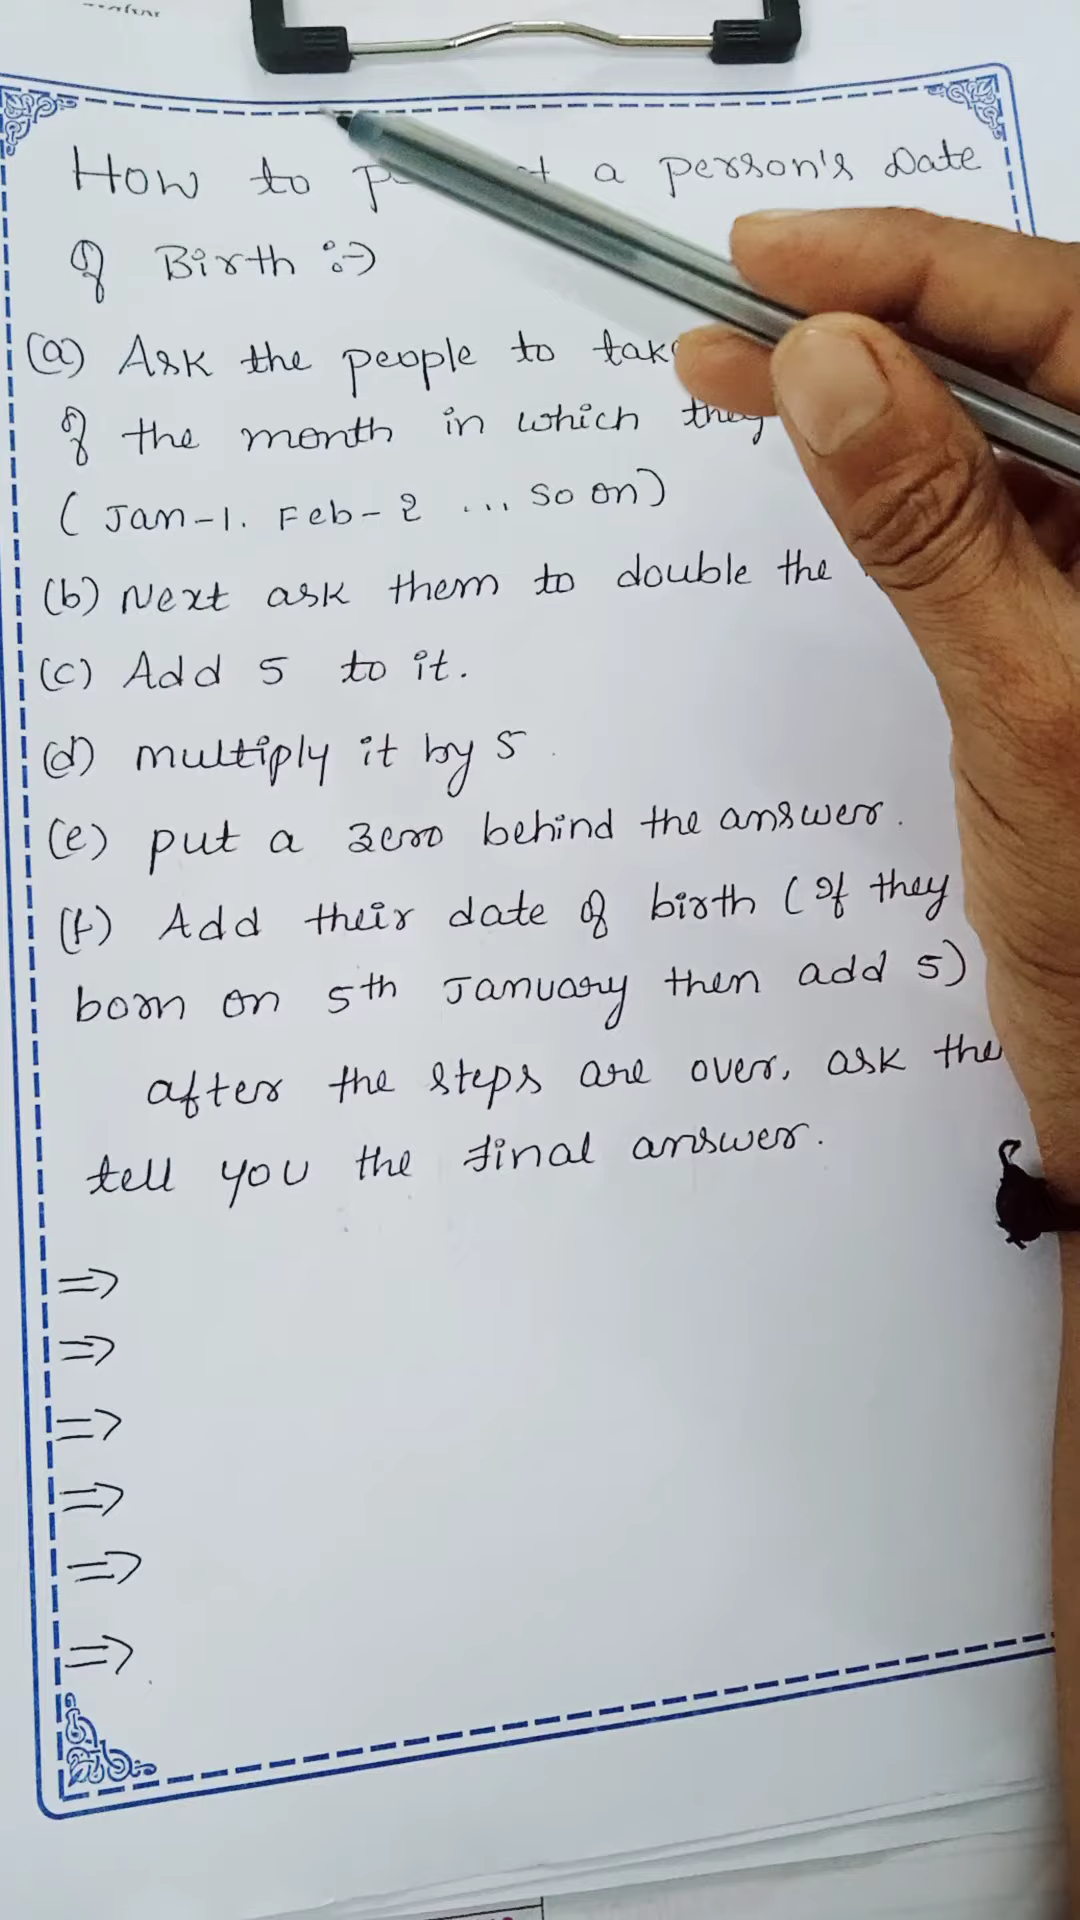 How to a person's Date
of Birth :-)
(a) Ask the people to
of the month in which they
(Jan-1. Feb-2 ... so on)
(b) Next ask them to double the
(c) Add 5 to it.
(d) multiply it by 5.
(e) put a zero behind the answer.
(f) Add their date of birth (If they
born on 5th January then add 5)
after the steps are over, ask
tell you the final answer.
⇒
⇒
⇒
⇒
⇒
⇒